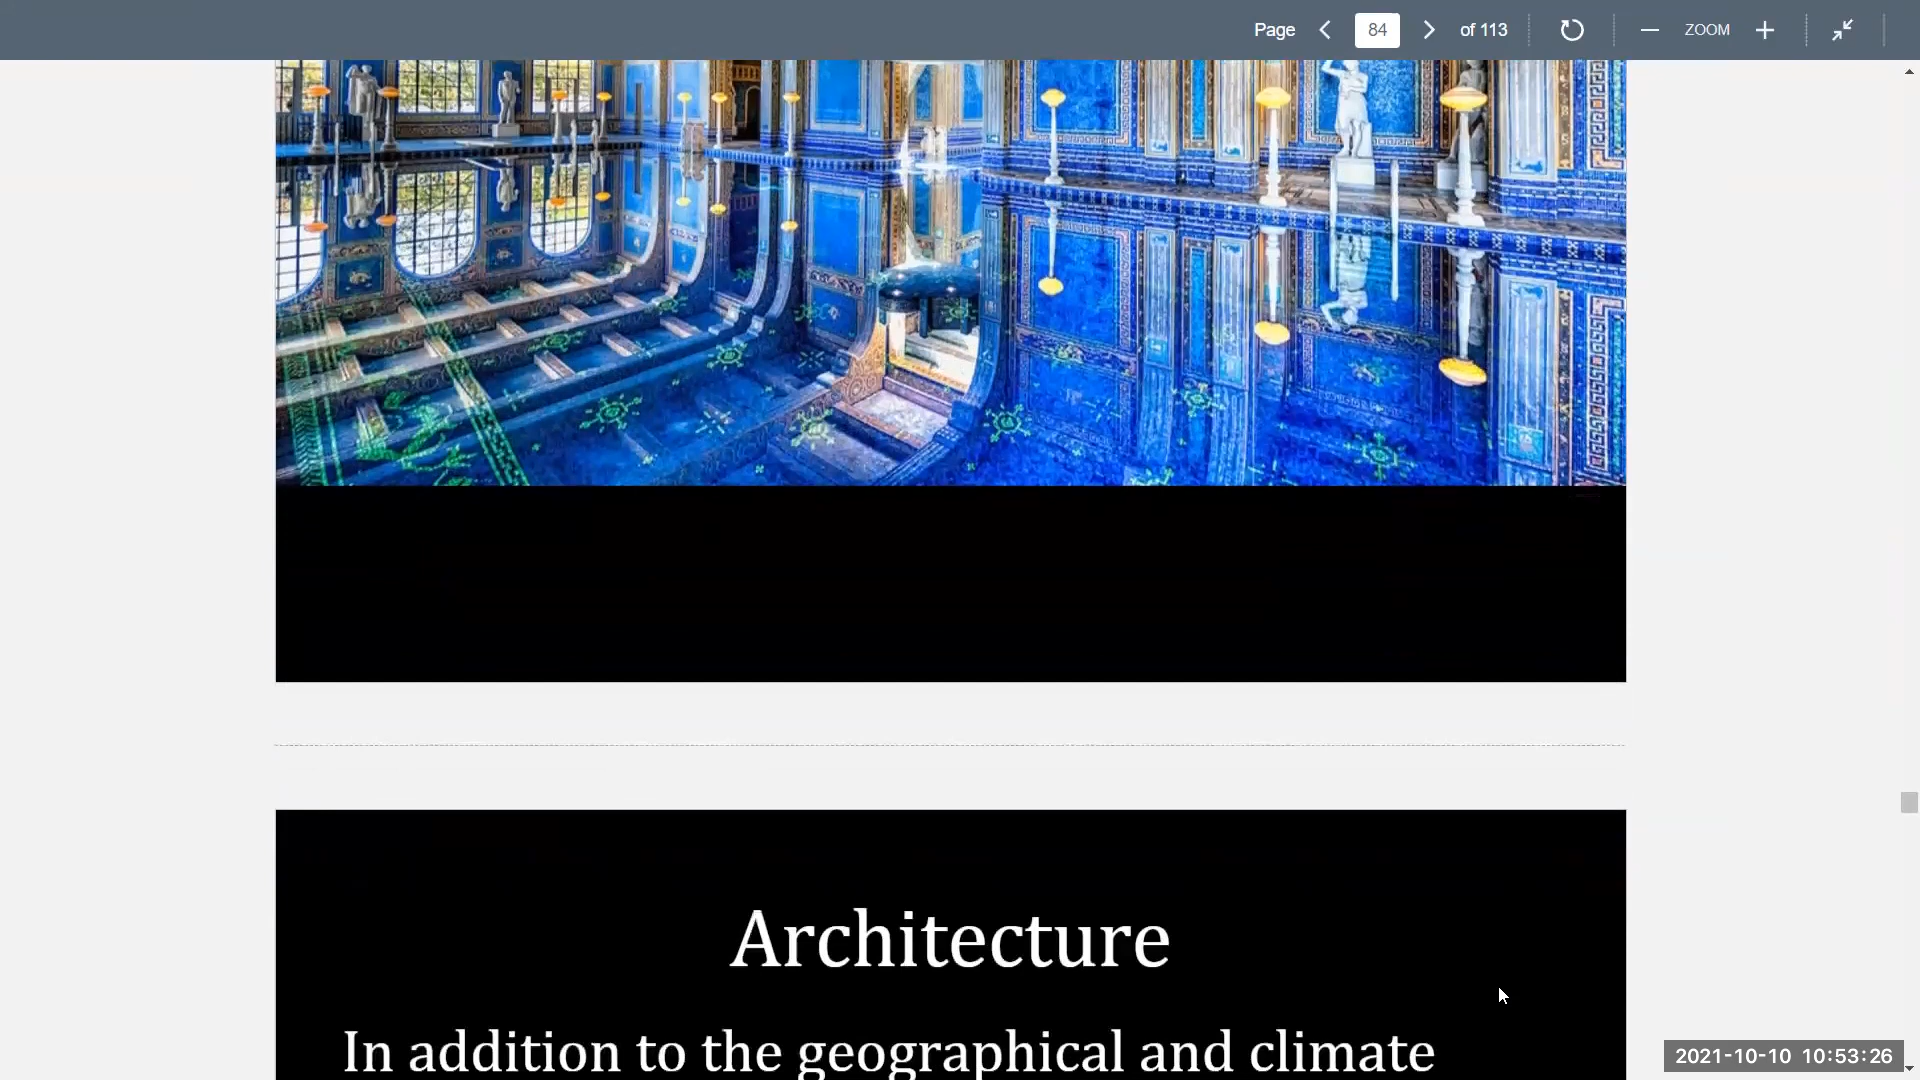 Page 84 of 113 ZOOM
Architecture
In addition to the geographical and climate
2021-10-10 10:53:26